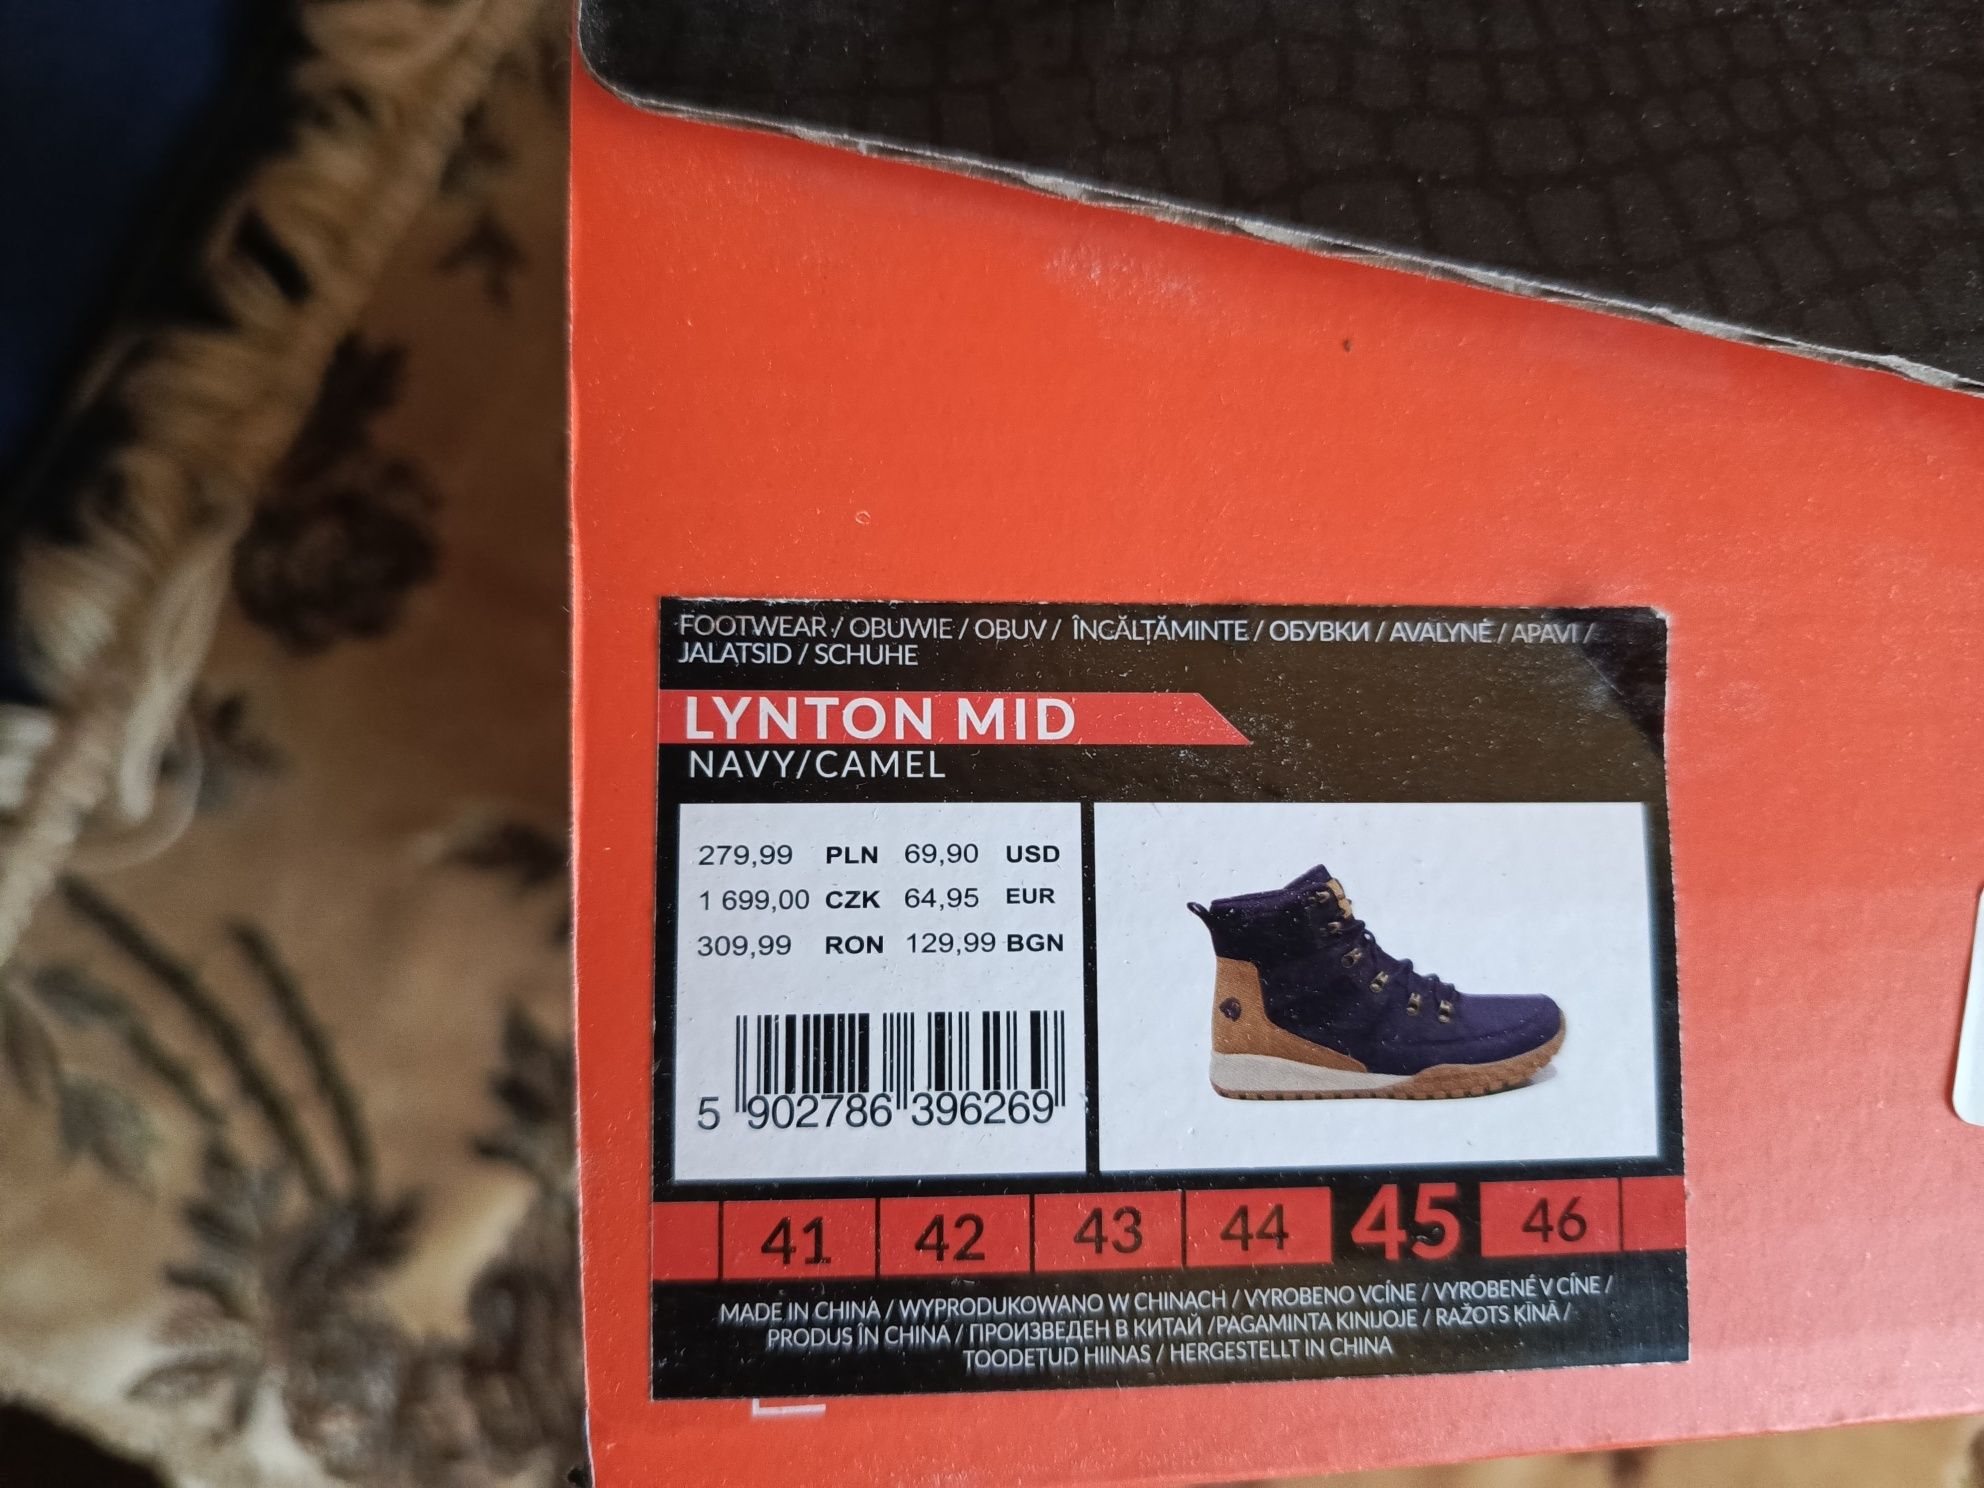 FOOTWEAR / OBUWIE / OBUV / ÎNCĂLȚĂMINTE / ОБУВКИ / AVALYNĖ / APAVI /
JALATSID / SCHUHE
LYNTON MID
NAVY/CAMEL
279,99 PLN 69,90 USD
1 699,00 CZK 64,95 EUR
309,99 RON 129,99 BGN
5 902786 396269
41 42 43 44 45 46
MADE IN CHINA / WYPRODUKOWANO W CHINACH / VYROBENO VCÍNE / VYROBENÉ V CÍNE /
PRODUS ÎN CHINA / ПРОИЗВЕДЕН В КИТАЙ /PAGAMINTA KINIJOJE / RAŽOTS ĶĪNĀ /
TOODETUD HIINAS / HERGESTELLT IN CHINA